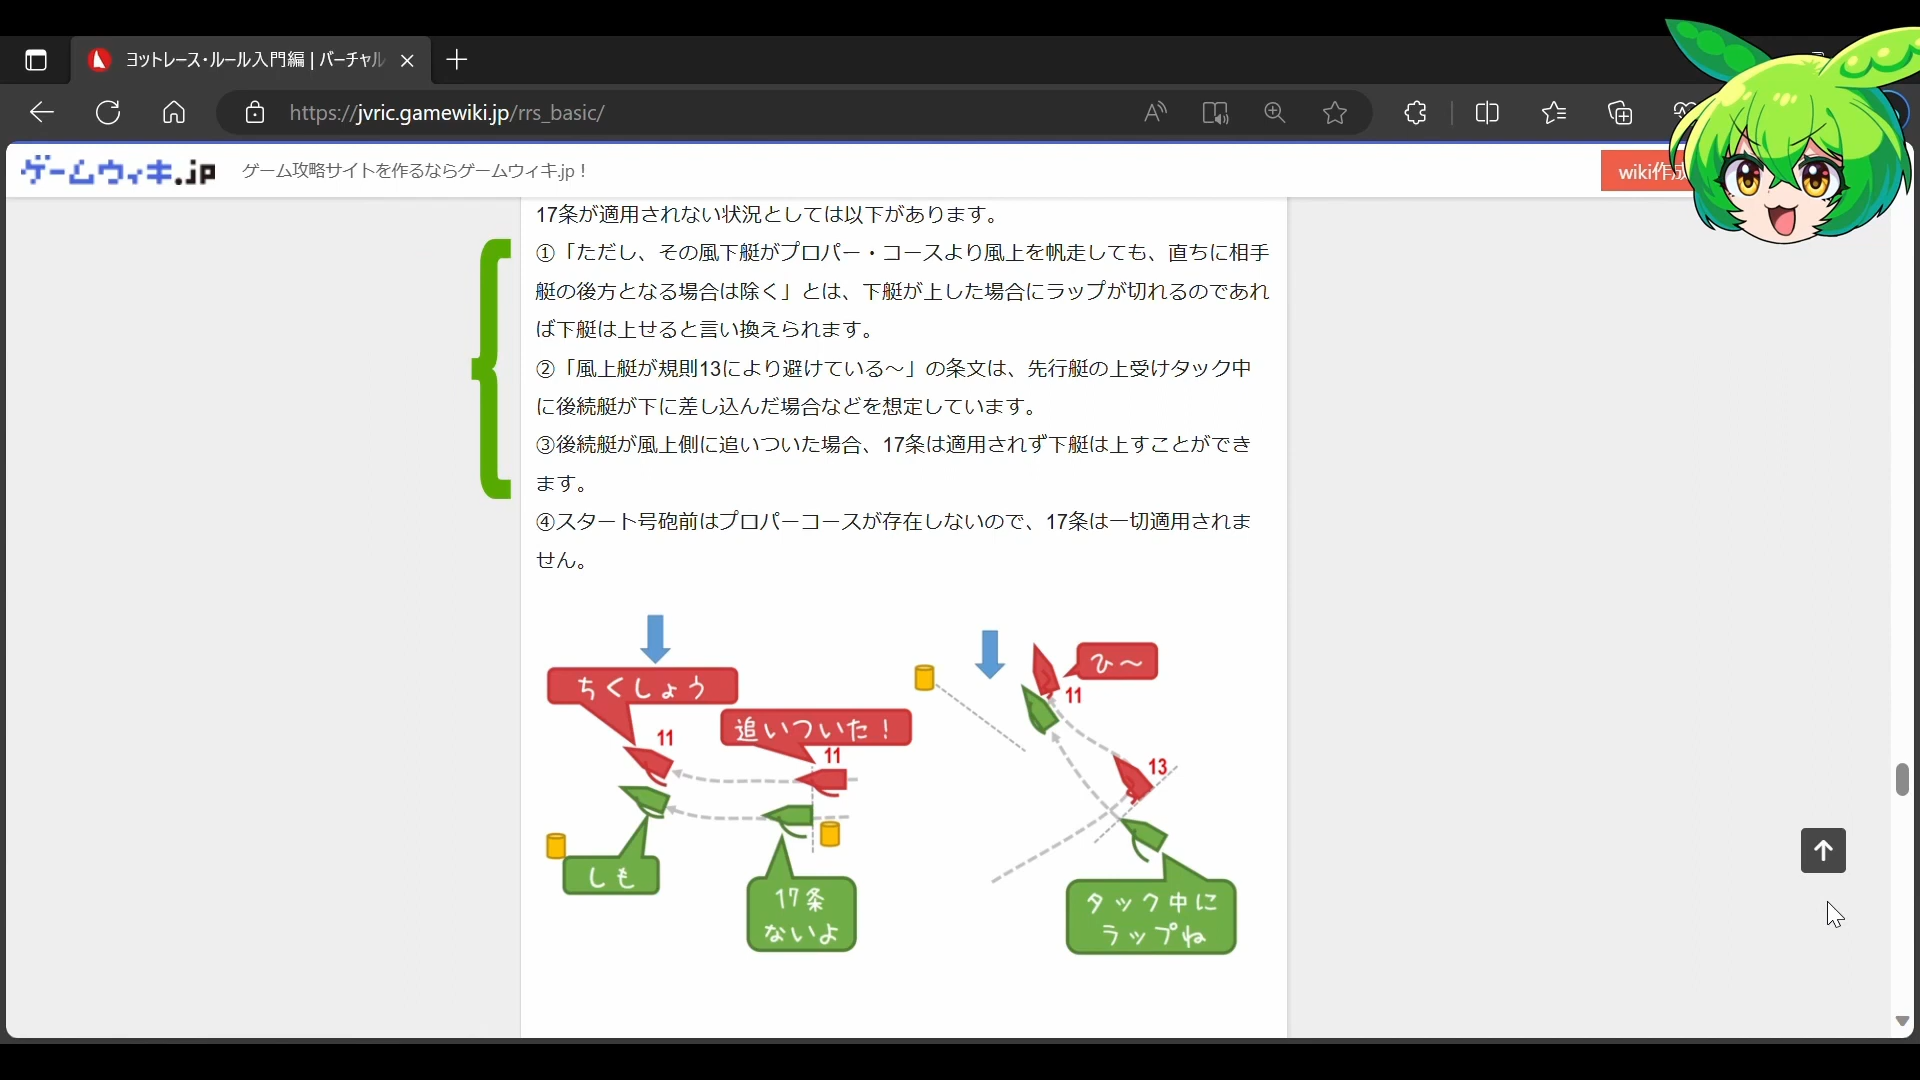 ヨットレース・ルール入門編 | バーチャル
https://jvric.gamewiki.jp/rrs_basic/
ゲームウィキ.jp
ゲーム攻略サイトを作るならゲームウィキ.jp！
wiki作成
17条が適用されない状況としては以下があります。
①「ただし、その風下艇がプロパー・コースより風上を帆走しても、直ちに相手
艇の後方となる場合は除く」とは、下艇が上した場合にラップが切れるのであれ
ば下艇は上せると言い換えられます。
②「風上艇が規則13により避けている～」の条文は、先行艇の上受けタック中
に後続艇が下に差し込んだ場合などを想定しています。
③後続艇が風上側に追いついた場合、17条は適用されず下艇は上すことができ
ます。
④スタート号砲前はプロパーコースが存在しないので、17条は一切適用されま
せん。
ちくしょう
追いついた！
11
11
しも
17条
ないよ
ひ～
11
13
タック中に
ラップね